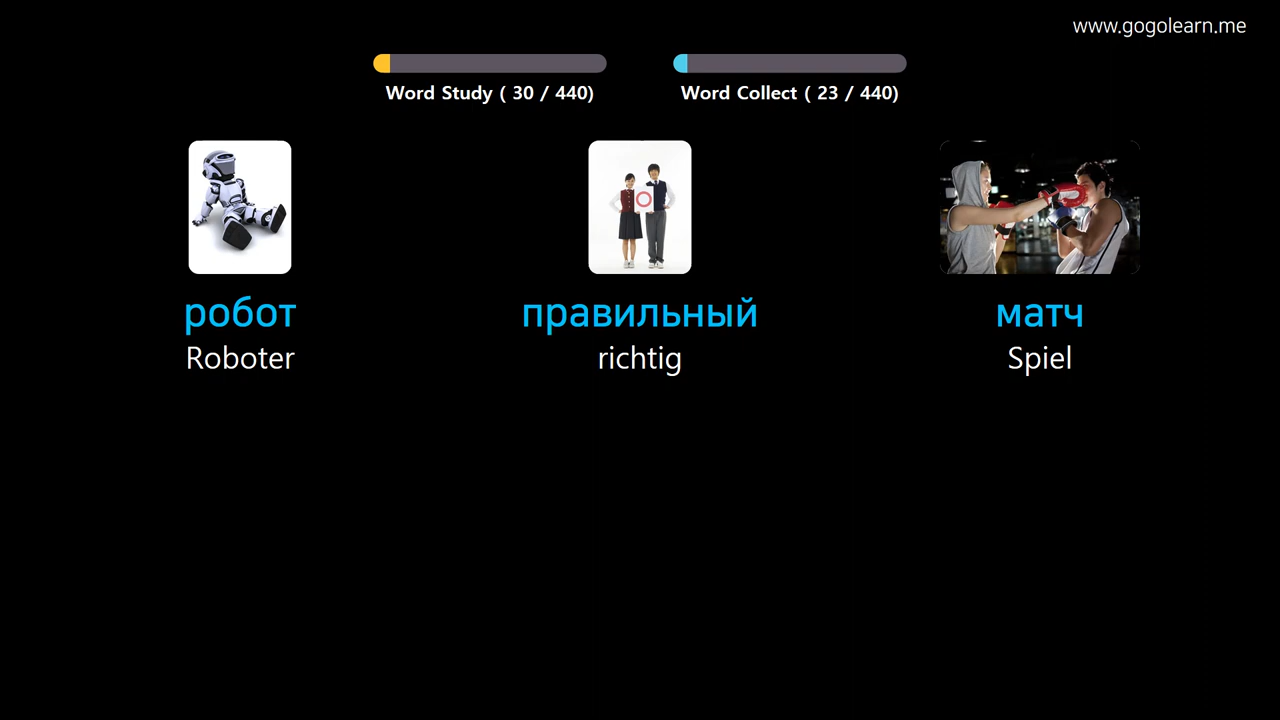 www.gogolearn.me
Word Study ( 30 / 440)
Word Collect ( 23 / 440)
робот
правильный
матч
Roboter
richtig
Spiel